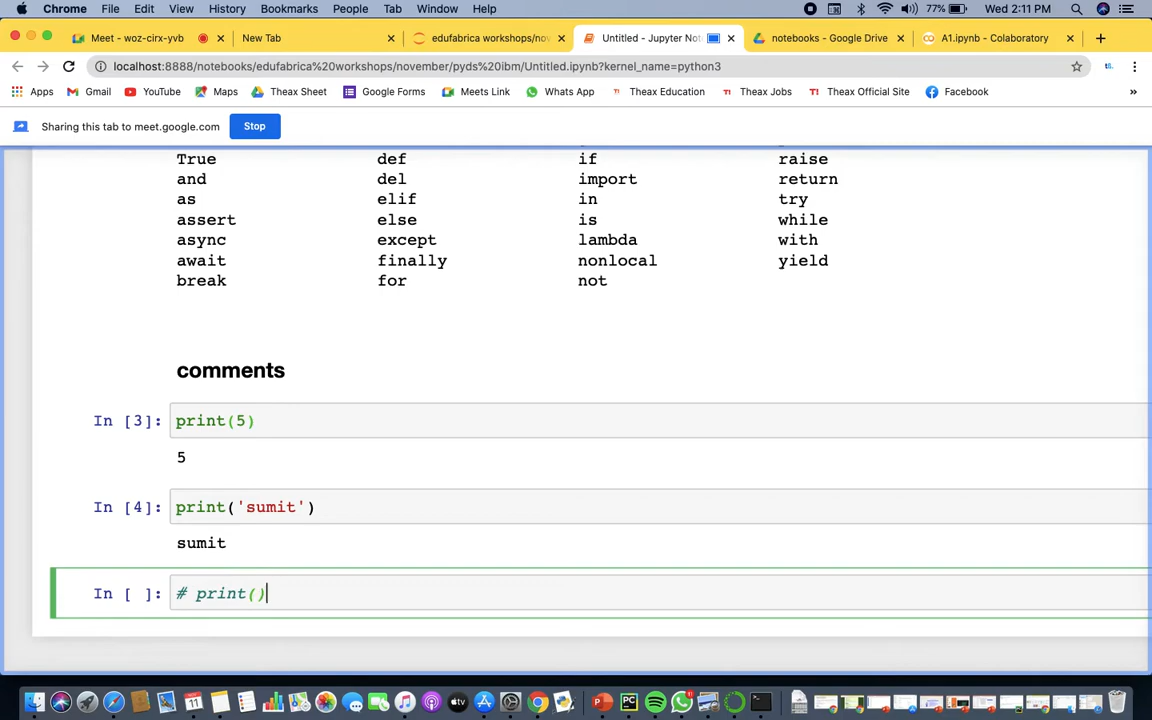 Chrome File Edit View History Bookmarks People Tab Window Help 77% Wed 2:11 PM
Meet - woz-cirx-yvb New Tab edufabrica workshops/nov Untitled - Jupyter Not notebooks - Google Drive A1.ipynb - Colaboratory
localhost:8888/notebooks/edufabrica%20workshops/november/pyds%20ibm/Untitled.ipynb?kernel_name=python3
Apps Gmail YouTube Maps Theax Sheet Google Forms Meets Link Whats App Theax Education Theax Jobs Theax Official Site Facebook »
Sharing this tab to meet.google.com Stop
True def if raise
and del import return
as elif in try
assert else is while
async except lambda with
await finally nonlocal yield
break for not
comments
In [3]: print(5)
5
In [4]: print('sumit')
sumit
In [ ]: # print()